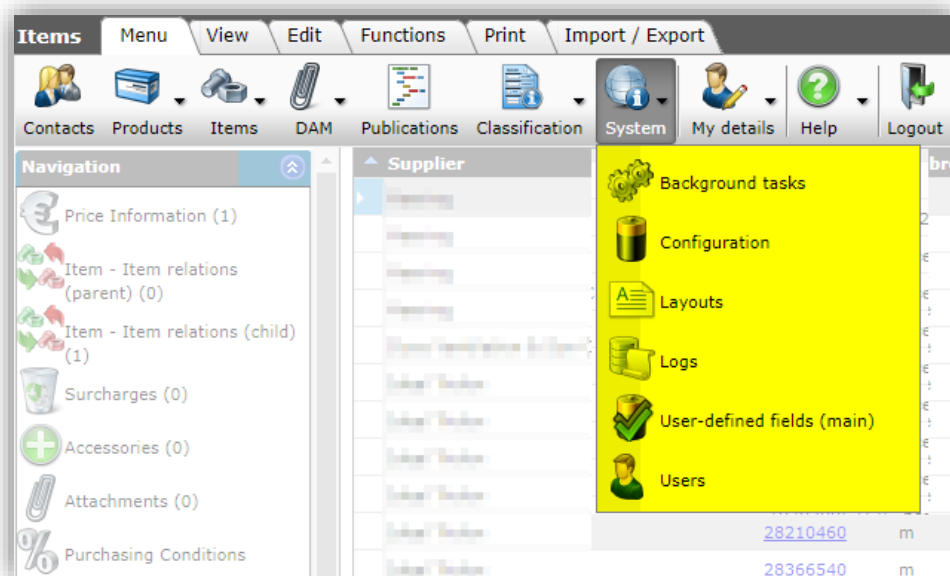 Items Menu View Edit Functions Print Import / Export
Contacts Products Items DAM Publications Classification System My details Help Logout
Navigation
Price Information (1)
Item - Item relations
(parent) (0)
Item - Item relations (child)
(1)
Surcharges (0)
Accessories (0)
Attachments (0)
Purchasing Conditions
Supplier
Background tasks
Configuration
Layouts
Logs
User-defined fields (main)
Users
28210460 m
28366540 m